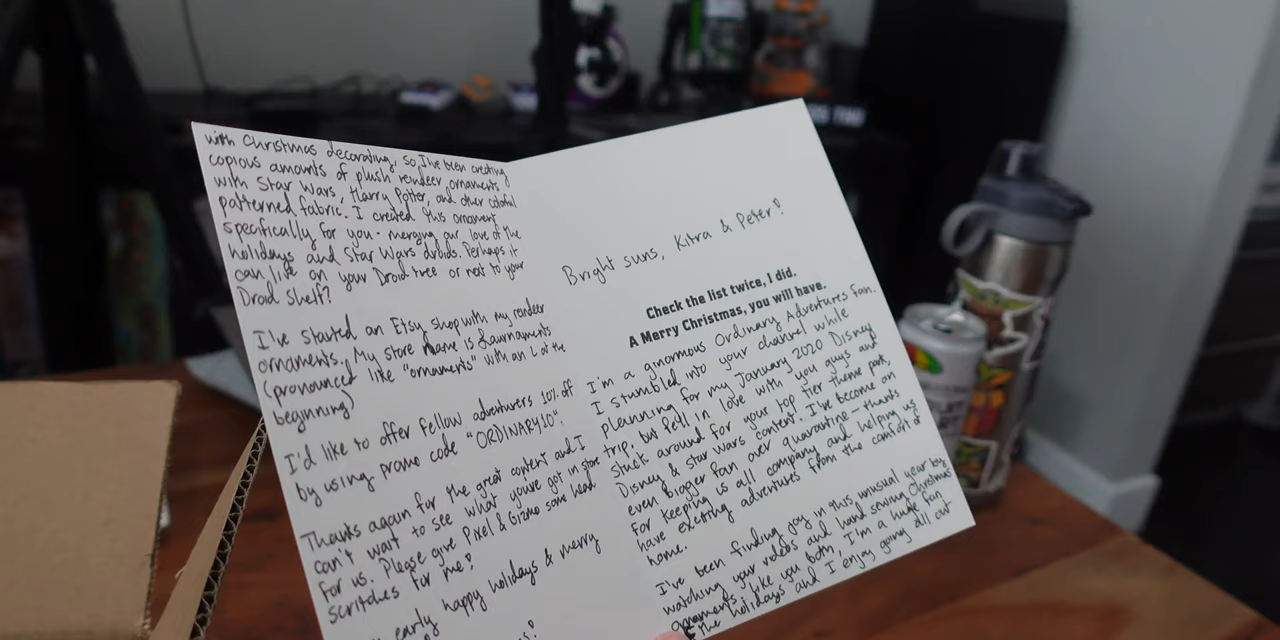 Bright suns, Kitra & Peter!
Check the list twice, I did.
A Merry Christmas, you will have.
I'm a ginormous Ordinary Adventures fan.
I stumbled into your channel while
planning for my January 2020 Disney
trip, but fell in love with you guys and
stuck around for your top tier theme park,
Disney & Star Wars content. I've become an
even bigger fan over quarantine - thanks
for keeping us all company and helping us
have exciting adventures from the comfort of
home.
I've been finding joy in this unusual year by
watching your videos and hand sewing Christmas
ornaments. Like you both, I'm a huge fan
of the holidays and I enjoy going all out
with Christmas decorating, so I've been creating
copious amounts of plush reindeer ornaments
with Star Wars, Harry Potter, and other colorful
patterned fabric. I created this ornament
specifically for you - merging our love of the
holidays and Star Wars droids. Perhaps it
can live on your Droid tree or next to your
Droid shelf?
I've started an Etsy shop with my reindeer
ornaments. My store name is
(pronounced like "ornaments" with an L at the
beginning)
I'd like to offer fellow adventurers 10% off
by using promo code "ORDINARY10".
Thanks again for the great content and I
can't wait to see what you've got in store
for us. Please give Pixel & Gizmo some head
scritches for me!
early happy holidays & merry